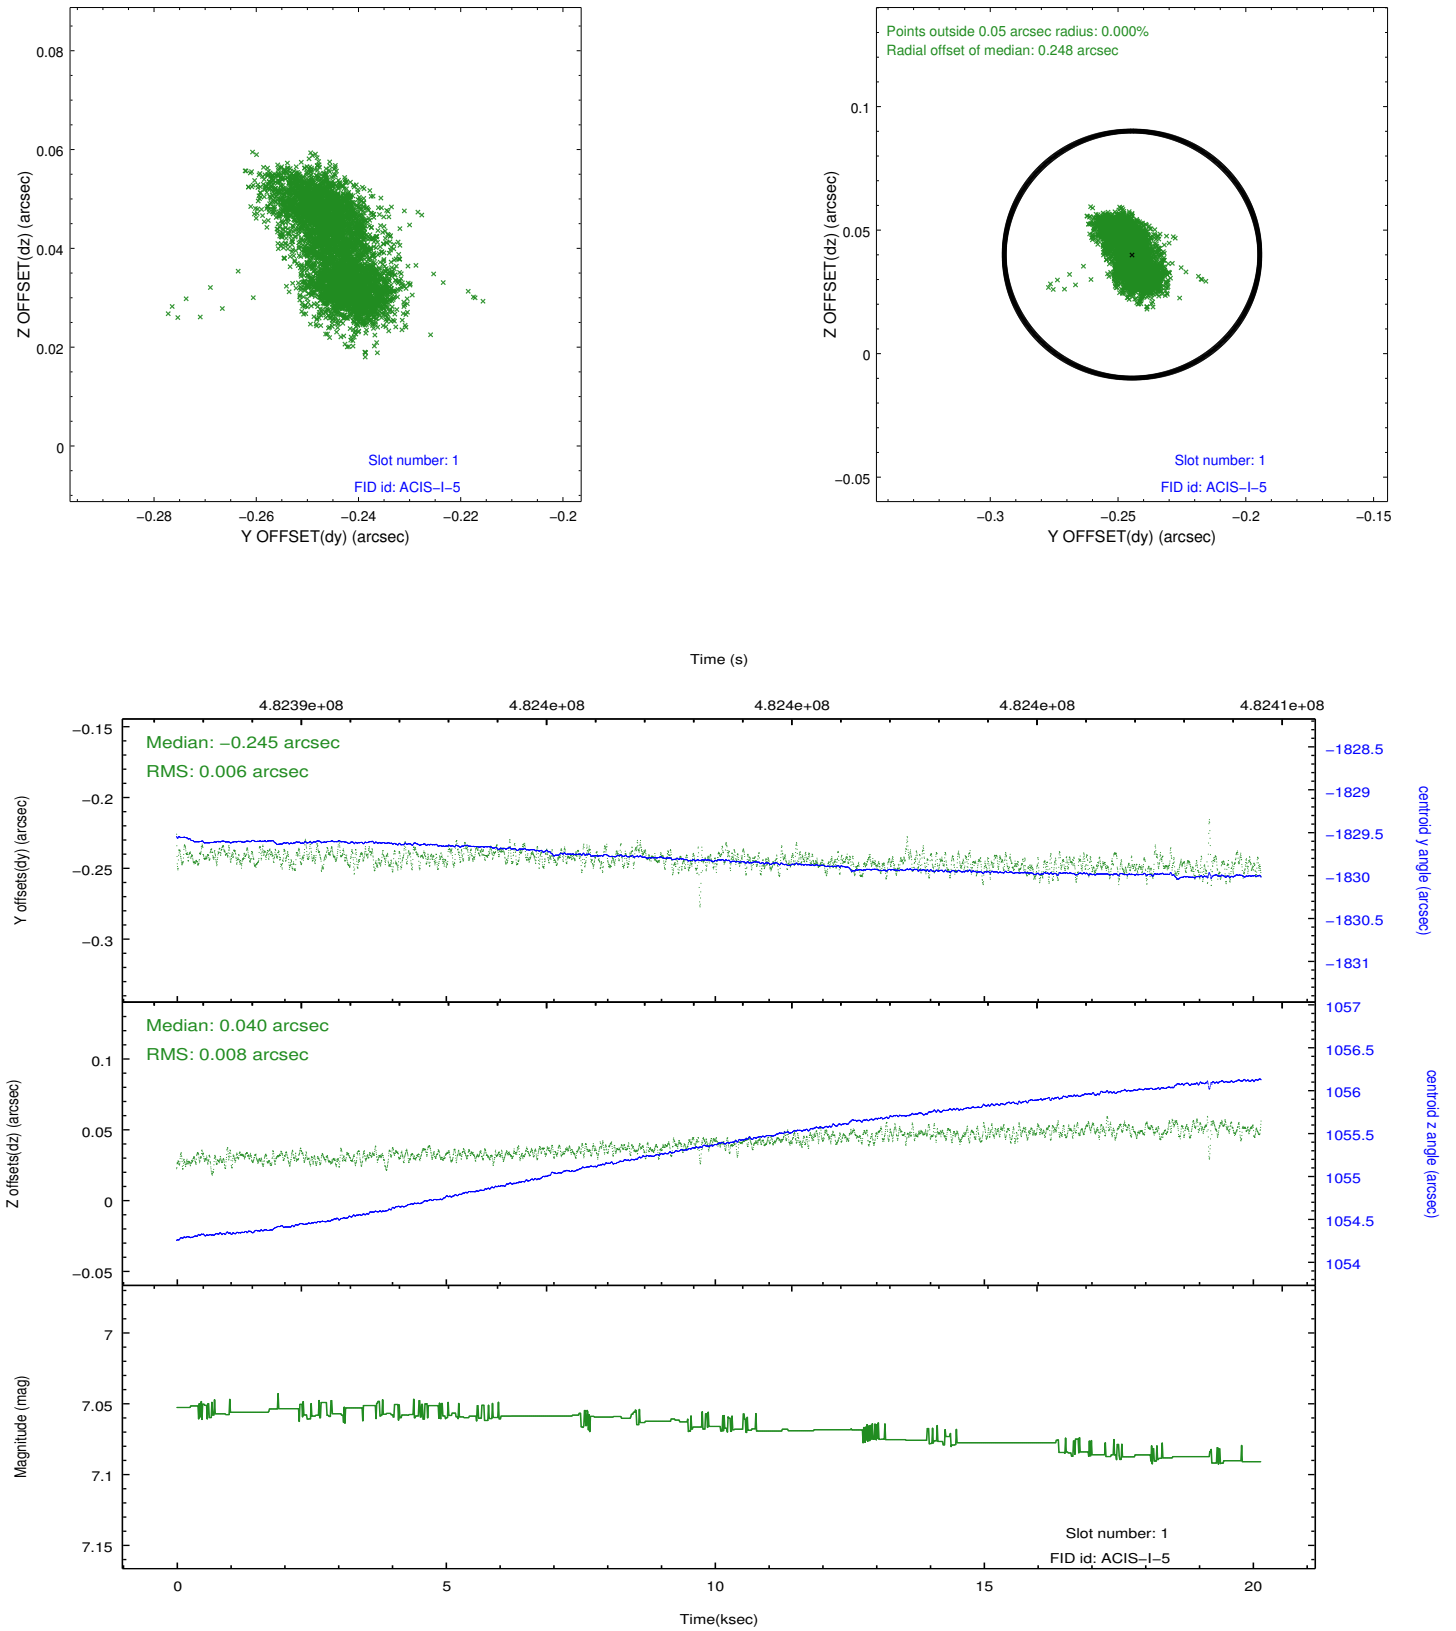 0.08
0.06
0.04
0.02
0
Z OFFSET(dz) (arcsec)
Slot number: 1
FID id: ACIS−I−5
−0.28 −0.26 −0.24 −0.22 −0.2
Y OFFSET(dy) (arcsec)
Points outside 0.05 arcsec radius: 0.000%
Radial offset of median: 0.248 arcsec
0.1
0.05
0
−0.05
Z OFFSET(dz) (arcsec)
Slot number: 1
FID id: ACIS−I−5
−0.3 −0.25 −0.2 −0.15
Y OFFSET(dy) (arcsec)
Time (s)
4.8239e+08 4.824e+08 4.824e+08 4.824e+08 4.8241e+08
Median: −0.245 arcsec
RMS: 0.006 arcsec
−0.15
−0.2
−0.25
−0.3
Y offsets(dy) (arcsec)
−1828.5
−1829
−1829.5
−1830
−1830.5
−1831
centroid y angle (arcsec)
Median: 0.040 arcsec
RMS: 0.008 arcsec
0.1
0.05
0
−0.05
Z offsets(dz) (arcsec)
1057
1056.5
1056
1055.5
1055
1054.5
1054
centroid z angle (arcsec)
7
7.05
7.1
7.15
Magnitude (mag)
Slot number: 1
FID id: ACIS−I−5
0 5 10 15 20
Time(ksec)